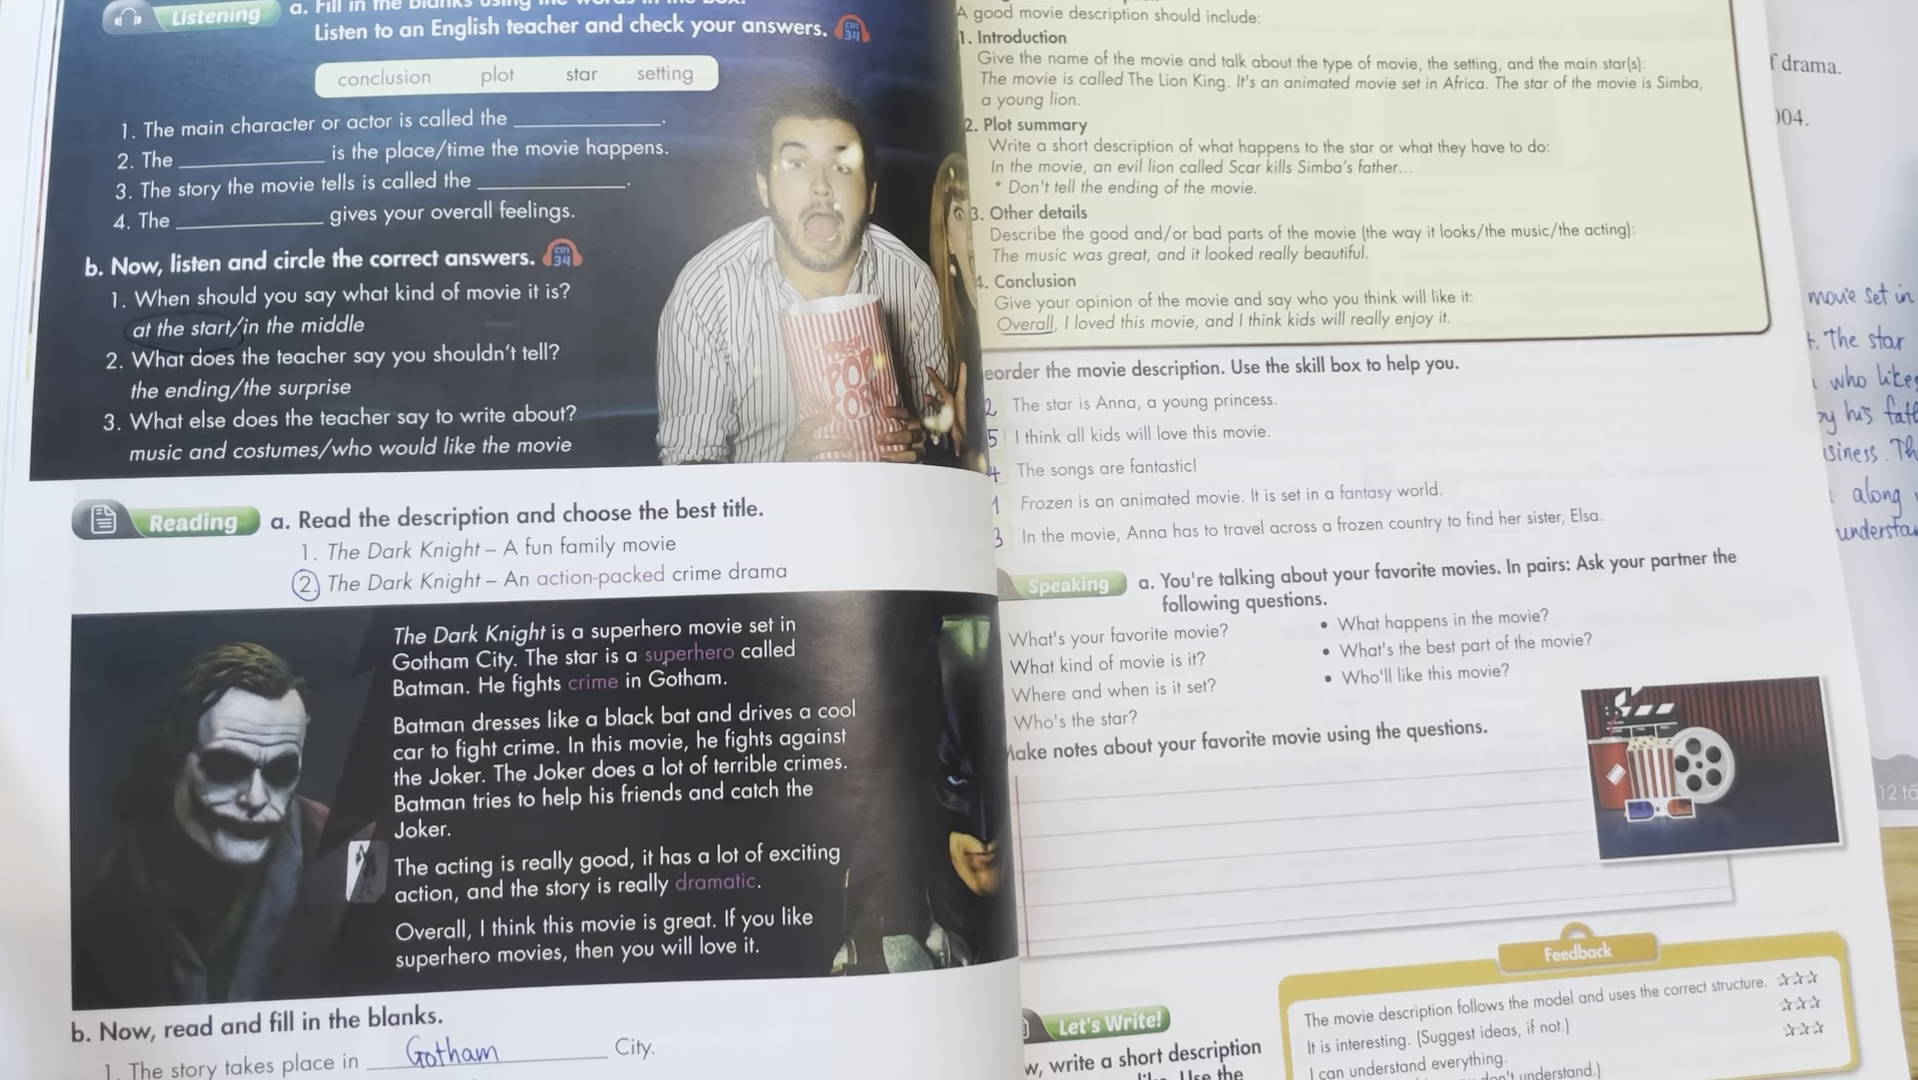 Listening
a. Fill in the blanks using the words in the box.
Listen to an English teacher and check your answers.
CD1
34
conclusion plot star setting
1. The main character or actor is called the ____________.
2. The ____________ is the place/time the movie happens.
3. The story the movie tells is called the ____________.
4. The ____________ gives your overall feelings.
b. Now, listen and circle the correct answers.
CD1
34
1. When should you say what kind of movie it is?
at the start/in the middle
2. What does the teacher say you shouldn't tell?
the ending/the surprise
3. What else does the teacher say to write about?
music and costumes/who would like the movie
POP
CORN
Reading
a. Read the description and choose the best title.
1. The Dark Knight – A fun family movie
2. The Dark Knight – An action-packed crime drama
The Dark Knight is a superhero movie set in
Gotham City. The star is a superhero called
Batman. He fights crime in Gotham.
Batman dresses like a black bat and drives a cool
car to fight crime. In this movie, he fights against
the Joker. The Joker does a lot of terrible crimes.
Batman tries to help his friends and catch the
Joker.
The acting is really good, it has a lot of exciting
action, and the story is really dramatic.
Overall, I think this movie is great. If you like
superhero movies, then you will love it.
b. Now, read and fill in the blanks.
1. The story takes place in Gotham City.
A good movie description should include:
1. Introduction
Give the name of the movie and talk about the type of movie, the setting, and the main star(s):
The movie is called The Lion King. It's an animated movie set in Africa. The star of the movie is Simba,
a young lion.
2. Plot summary
Write a short description of what happens to the star or what they have to do:
In the movie, an evil lion called Scar kills Simba's father...
* Don't tell the ending of the movie.
3. Other details
Describe the good and/or bad parts of the movie (the way it looks/the music/the acting):
The music was great, and it looked really beautiful.
4. Conclusion
Give your opinion of the movie and say who you think will like it:
Overall, I loved this movie, and I think kids will really enjoy it.
eorder the movie description. Use the skill box to help you.
2 The star is Anna, a young princess.
5 I think all kids will love this movie.
4 The songs are fantastic!
1 Frozen is an animated movie. It is set in a fantasy world.
3 In the movie, Anna has to travel across a frozen country to find her sister, Elsa.
Speaking
a. You're talking about your favorite movies. In pairs: Ask your partner the
following questions.
What's your favorite movie?
What kind of movie is it?
Where and when is it set?
Who's the star?
• What happens in the movie?
• What's the best part of the movie?
• Who'll like this movie?
Make notes about your favorite movie using the questions.
Let's Write!
w, write a short description
Use the
Feedback
The movie description follows the model and uses the correct structure.
It is interesting. (Suggest ideas, if not.)
I can understand everything.
don't understand.)
f drama.
004.
movie set in
t. The star
who likes
by his fath
usiness. Th
along
understan
12